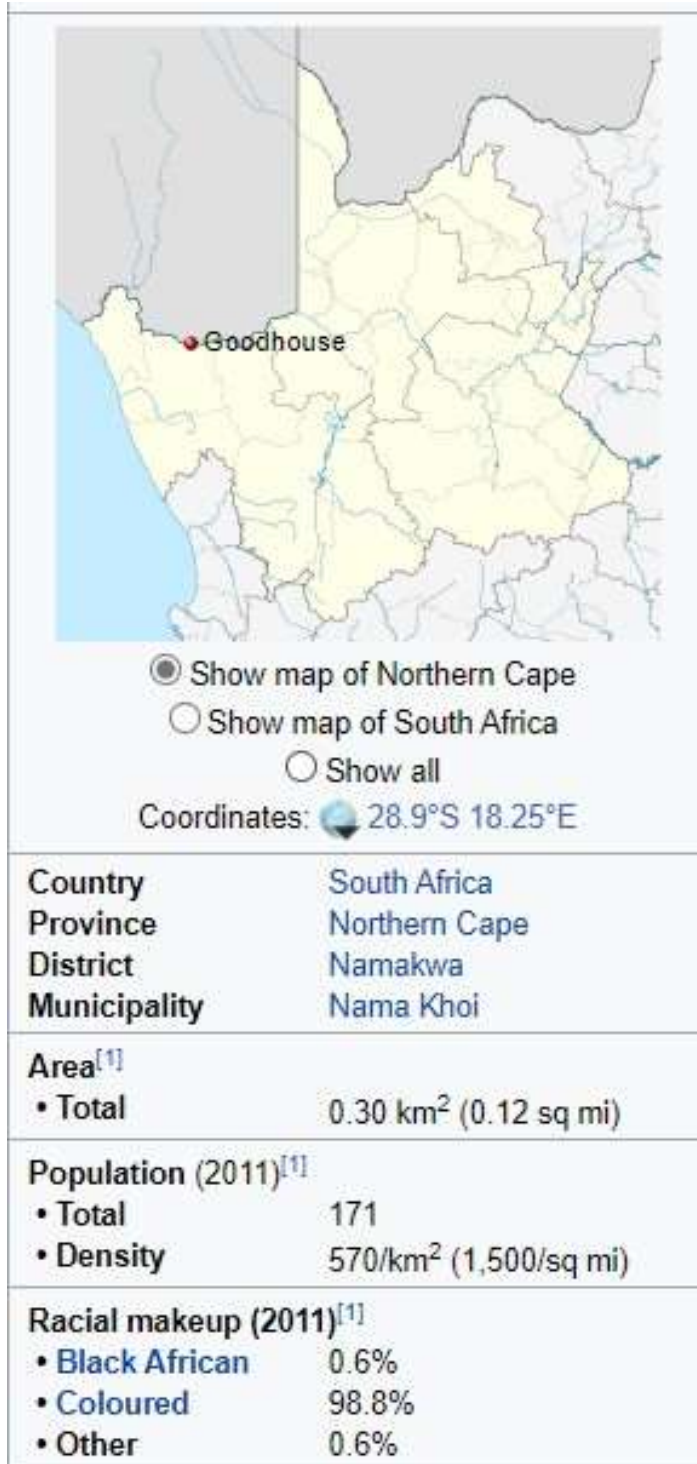 Goodhouse
Show map of Northern Cape
Show map of South Africa
Show all
Coordinates: 28.9°S 18.25°E
Country South Africa
Province Northern Cape
District Namakwa
Municipality Nama Khoi
Area[1]
• Total 0.30 km² (0.12 sq mi)
Population (2011)[1]
• Total 171
• Density 570/km² (1,500/sq mi)
Racial makeup (2011)[1]
• Black African 0.6%
• Coloured 98.8%
• Other 0.6%